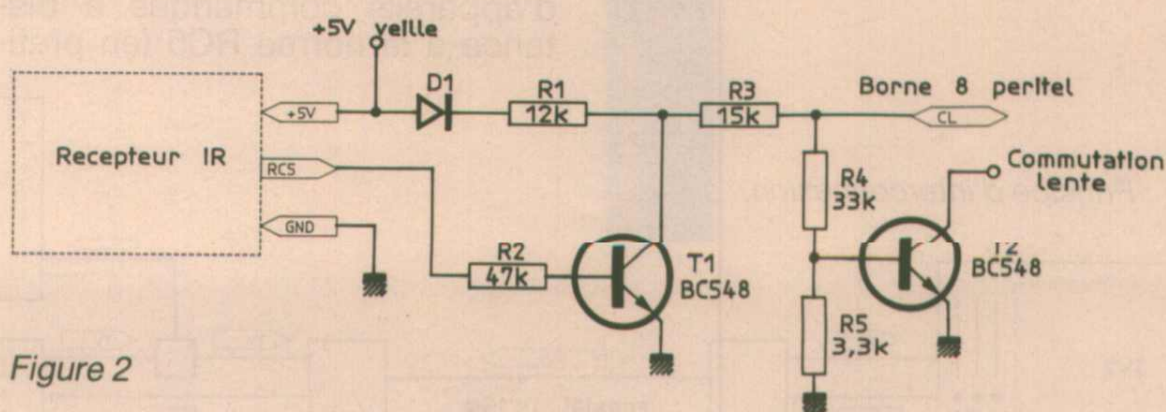 +5V veille
D1
R1
12k
R3
15k
Borne 8 peritel
CL
+5V
Recepteur IR
RC5
GND
R2
47k
T1
BC548
R4
33k
Commutation
lente
T2
BC548
R5
3,3k
Figure 2